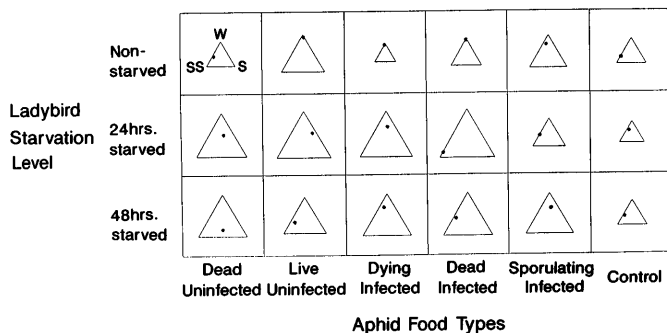 W
SS S
Non-
starved
Ladybird
Starvation
Level
24hrs.
starved
48hrs.
starved
Dead
Uninfected
Live
Uninfected
Dying
Infected
Dead
Infected
Sporulating
Infected
Control
Aphid Food Types